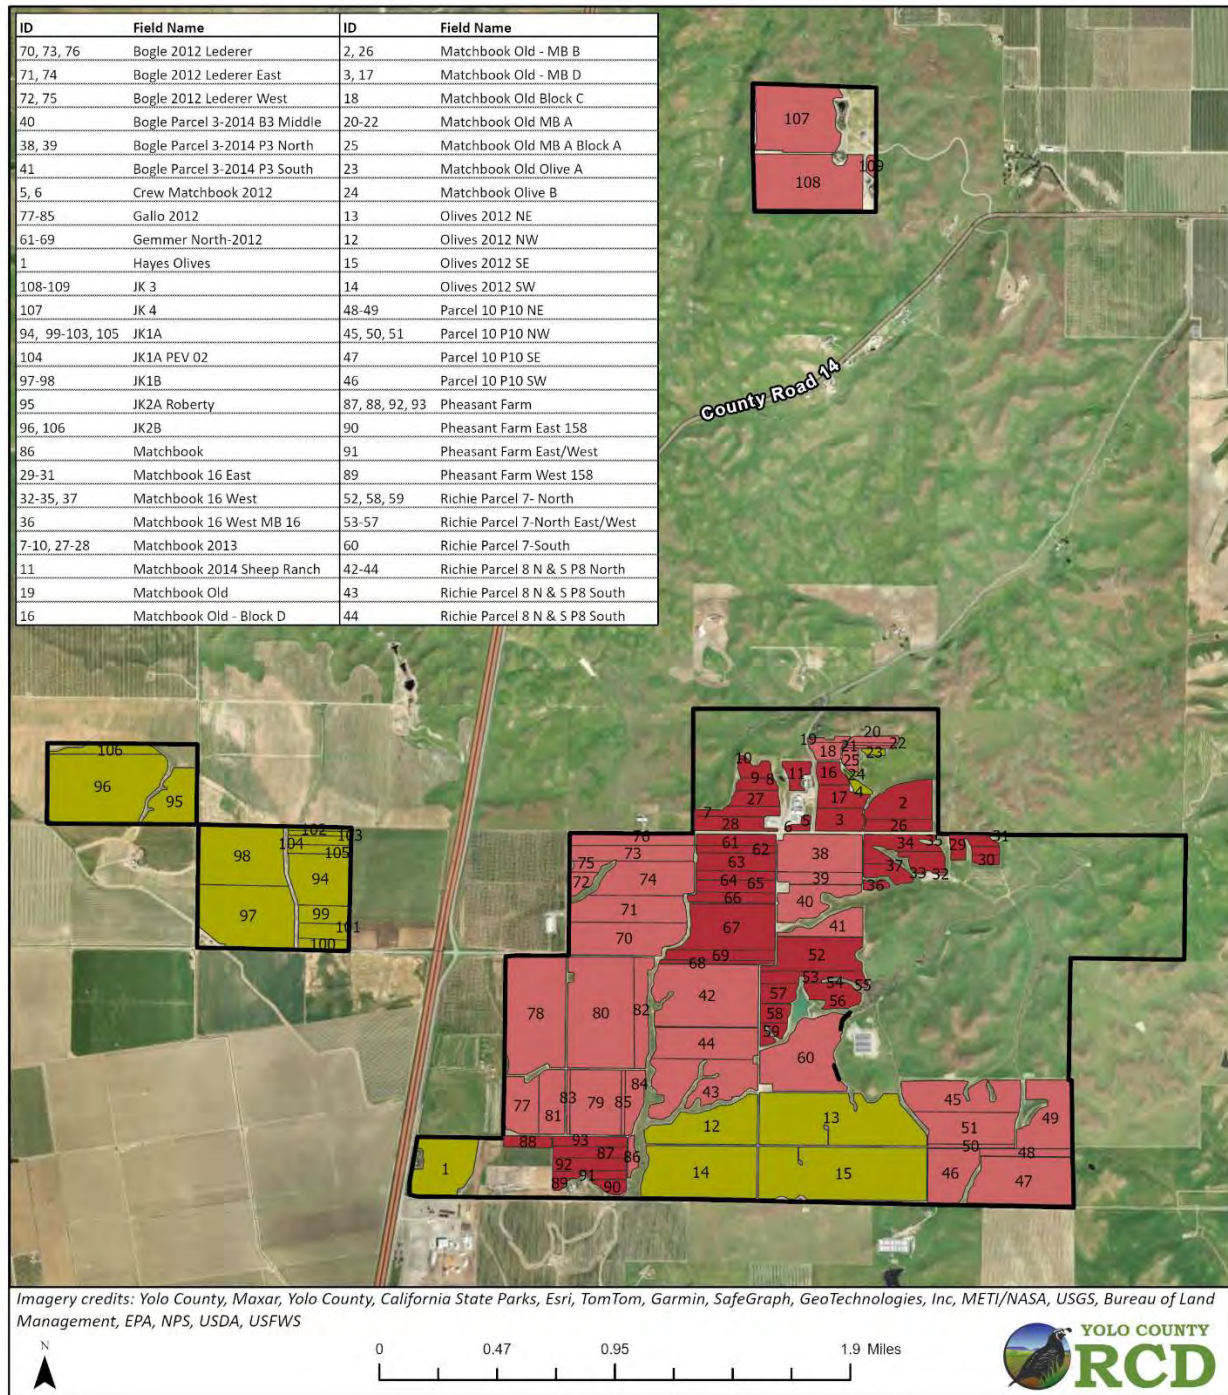 ID Field Name ID Field Name
70, 73, 76 Bogle 2012 Lederer 2, 26 Matchbook Old - MB B
71, 74 Bogle 2012 Lederer East 3, 17 Matchbook Old - MB D
72, 75 Bogle 2012 Lederer West 18 Matchbook Old Block C
40 Bogle Parcel 3-2014 B3 Middle 20-22 Matchbook Old MB A
38, 39 Bogle Parcel 3-2014 P3 North 25 Matchbook Old MB A Block A
41 Bogle Parcel 3-2014 P3 South 23 Matchbook Old Olive A
5, 6 Crew Matchbook 2012 24 Matchbook Olive B
77-85 Gallo 2012 13 Olives 2012 NE
61-69 Gemmer North-2012 12 Olives 2012 NW
1 Hayes Olives 15 Olives 2012 SE
108-109 JK 3 14 Olives 2012 SW
107 JK 4 48-49 Parcel 10 P10 NE
94, 99-103, 105 JK1A 45, 50, 51 Parcel 10 P10 NW
104 JK1A PEV 02 47 Parcel 10 P10 SE
97-98 JK1B 46 Parcel 10 P10 SW
95 JK2A Roberty 87, 88, 92, 93 Pheasant Farm
96, 106 JK2B 90 Pheasant Farm East 158
86 Matchbook 91 Pheasant Farm East/West
29-31 Matchbook 16 East 89 Pheasant Farm West 158
32-35, 37 Matchbook 16 West 52, 58, 59 Richie Parcel 7- North
36 Matchbook 16 West MB 16 53-57 Richie Parcel 7-North East/West
7-10, 27-28 Matchbook 2013 60 Richie Parcel 7-South
11 Matchbook 2014 Sheep Ranch 42-44 Richie Parcel 8 N & S P8 North
19 Matchbook Old 43 Richie Parcel 8 N & S P8 South
16 Matchbook Old - Block D 44 Richie Parcel 8 N & S P8 South
107
109
108
County Road 14
20
19 21 22
18 23
25
10 16 24
9 8 11 4
27 17 2
7 5 3
28 6 26
106
96 95
102 103
98 104 105
94
97 99
101
100
76 61 62 34 35 31
73 63 38 29
75 37 30
72 74 64 65 39 33 32
66 40 36
71 67 41
70 69 52
68 53 54 55
78 80 82 42 57 56
58
44 59 60
84 43 45 49
77 83 79 85 12 13 51
81
88 93 50 48
1 92 87 86 14 15 46 47
91
89 90
Imagery credits: Yolo County, Maxar, Yolo County, California State Parks, Esri, TomTom, Garmin, SafeGraph, GeoTechnologies, Inc, METI/NASA, USGS, Bureau of Land
Management, EPA, NPS, USDA, USFWS
N
0 0.47 0.95 1.9 Miles
YOLO COUNTY
RCD